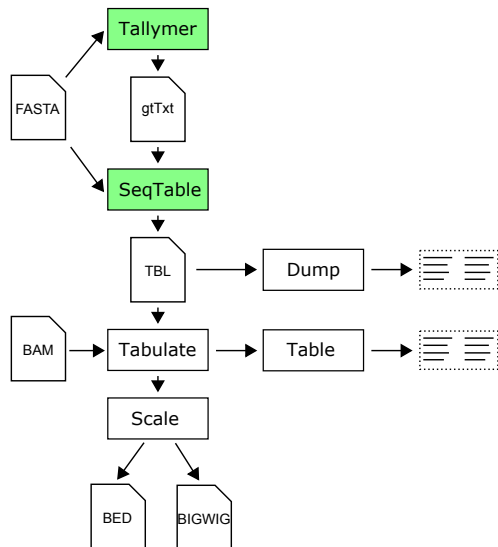 Tallymer
FASTA
gtTxt
SeqTable
TBL
Dump
BAM
Tabulate
Table
Scale
BED
BIGWIG